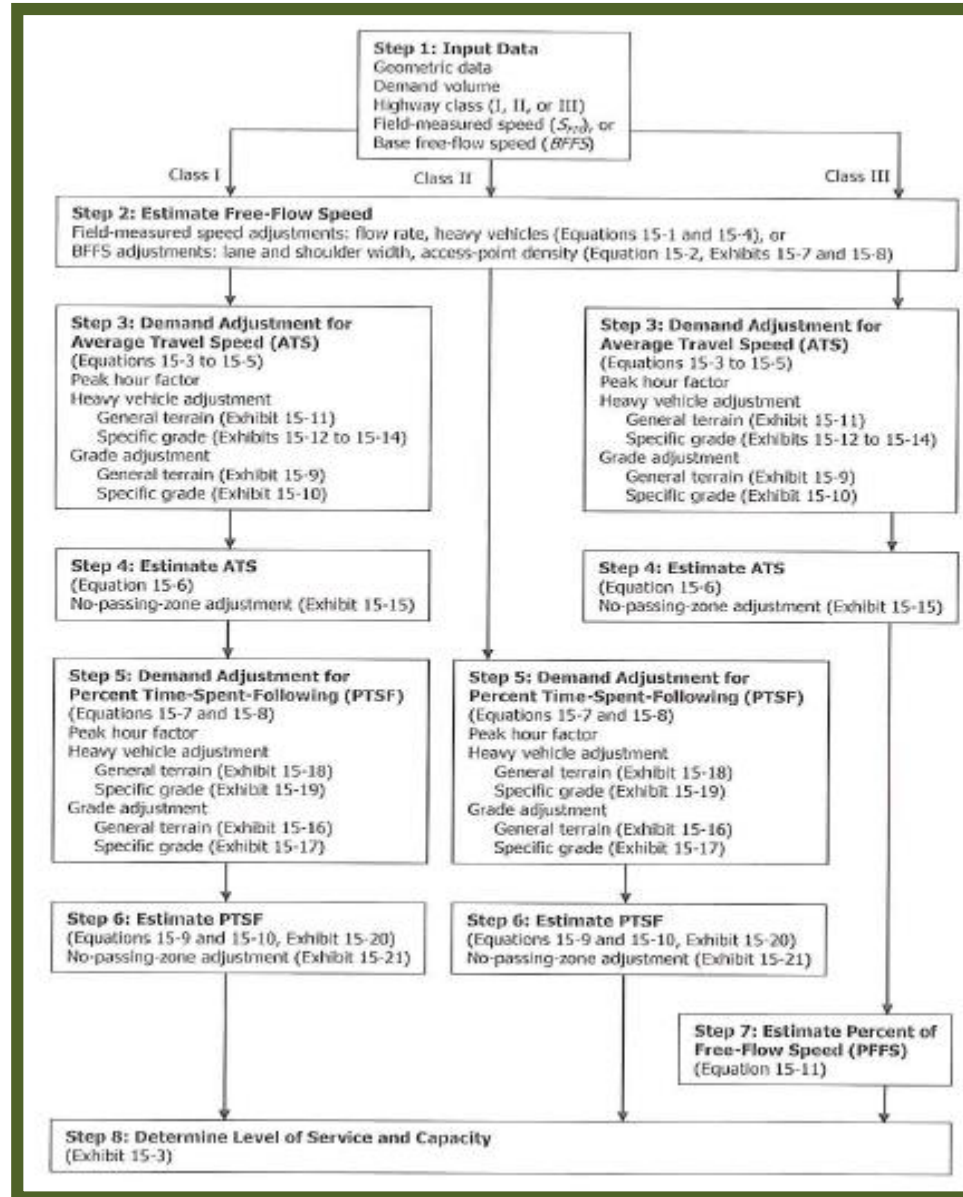 Step 1: Input Data
Geometric data
Demand volume
Highway class (I, II, or III)
Field-measured speed (S_FM), or
Base free-flow speed (BFFS)
Class I
Class II
Class III
Step 2: Estimate Free-Flow Speed
Field-measured speed adjustments: flow rate, heavy vehicles (Equations 15-1 and 15-4), or
BFFS adjustments: lane and shoulder width, access-point density (Equation 15-2, Exhibits 15-7 and 15-8)
Step 3: Demand Adjustment for
Average Travel Speed (ATS)
(Equations 15-3 to 15-5)
Peak hour factor
Heavy vehicle adjustment
General terrain (Exhibit 15-11)
Specific grade (Exhibits 15-12 to 15-14)
Grade adjustment
General terrain (Exhibit 15-9)
Specific grade (Exhibit 15-10)
Step 3: Demand Adjustment for
Average Travel Speed (ATS)
(Equations 15-3 to 15-5)
Peak hour factor
Heavy vehicle adjustment
General terrain (Exhibit 15-11)
Specific grade (Exhibits 15-12 to 15-14)
Grade adjustment
General terrain (Exhibit 15-9)
Specific grade (Exhibit 15-10)
Step 4: Estimate ATS
(Equation 15-6)
No-passing-zone adjustment (Exhibit 15-15)
Step 4: Estimate ATS
(Equation 15-6)
No-passing-zone adjustment (Exhibit 15-15)
Step 5: Demand Adjustment for
Percent Time-Spent-Following (PTSF)
(Equations 15-7 and 15-8)
Peak hour factor
Heavy vehicle adjustment
General terrain (Exhibit 15-18)
Specific grade (Exhibit 15-19)
Grade adjustment
General terrain (Exhibit 15-16)
Specific grade (Exhibit 15-17)
Step 5: Demand Adjustment for
Percent Time-Spent-Following (PTSF)
(Equations 15-7 and 15-8)
Peak hour factor
Heavy vehicle adjustment
General terrain (Exhibit 15-18)
Specific grade (Exhibit 15-19)
Grade adjustment
General terrain (Exhibit 15-16)
Specific grade (Exhibit 15-17)
Step 6: Estimate PTSF
(Equations 15-9 and 15-10, Exhibit 15-20)
No-passing-zone adjustment (Exhibit 15-21)
Step 6: Estimate PTSF
(Equations 15-9 and 15-10, Exhibit 15-20)
No-passing-zone adjustment (Exhibit 15-21)
Step 7: Estimate Percent of
Free-Flow Speed (PFFS)
(Equation 15-11)
Step 8: Determine Level of Service and Capacity
(Exhibit 15-3)